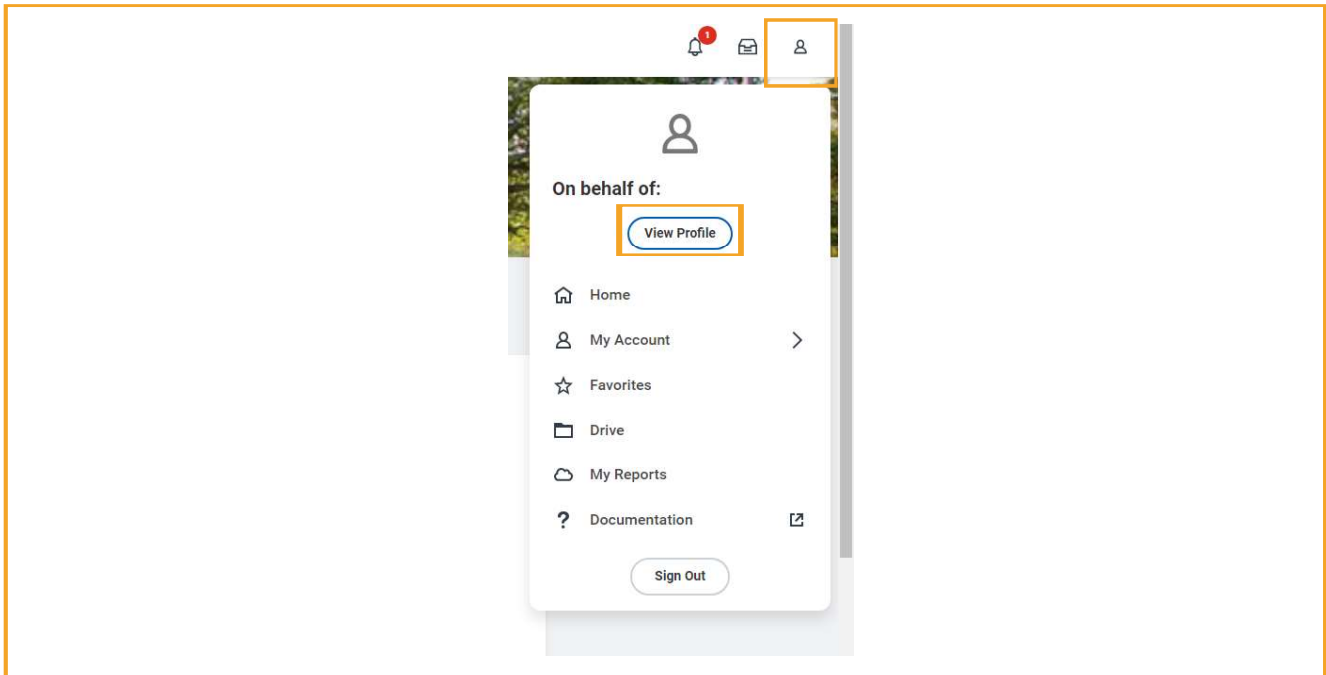 1
On behalf of:
View Profile
Home
My Account
Favorites
Drive
My Reports
? Documentation
Sign Out